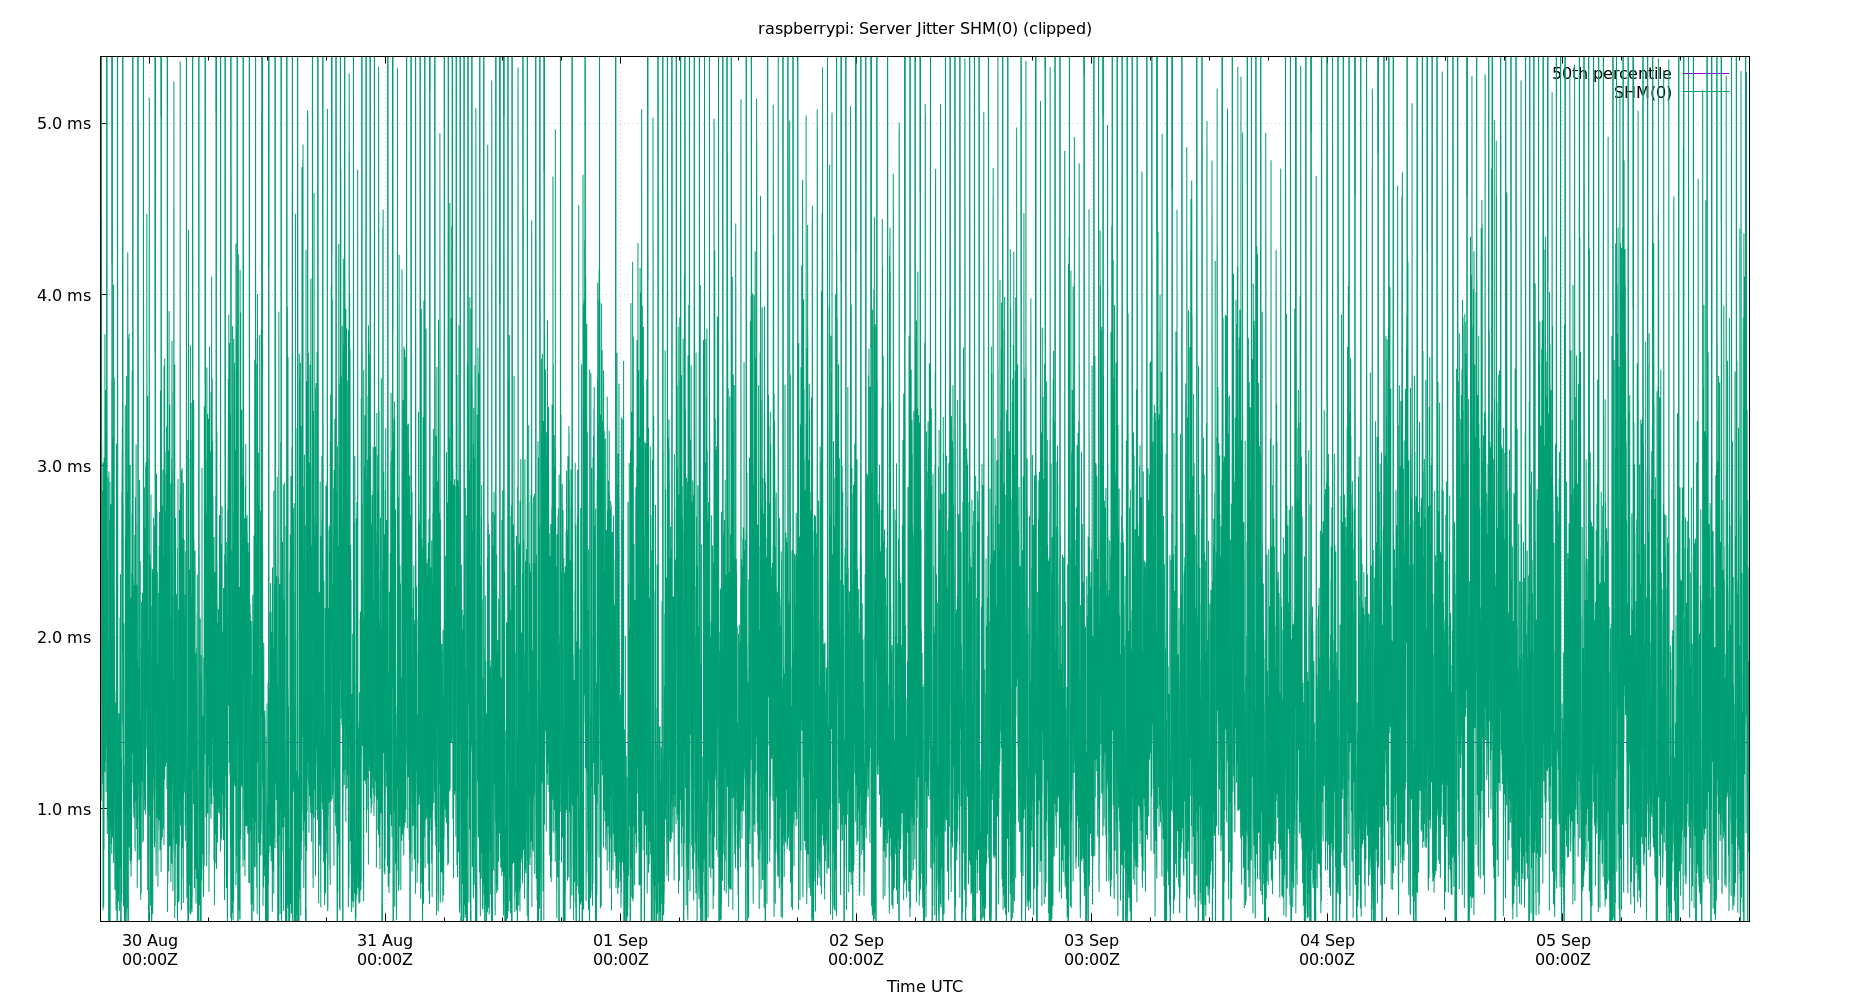 raspberrypi: Server Jitter SHM(0) (clipped)
50th percentile
SHM(0)
5.0 ms
4.0 ms
3.0 ms
2.0 ms
1.0 ms
30 Aug 31 Aug 01 Sep 02 Sep 03 Sep 04 Sep 05 Sep
00:00Z 00:00Z 00:00Z 00:00Z 00:00Z 00:00Z 00:00Z
Time UTC